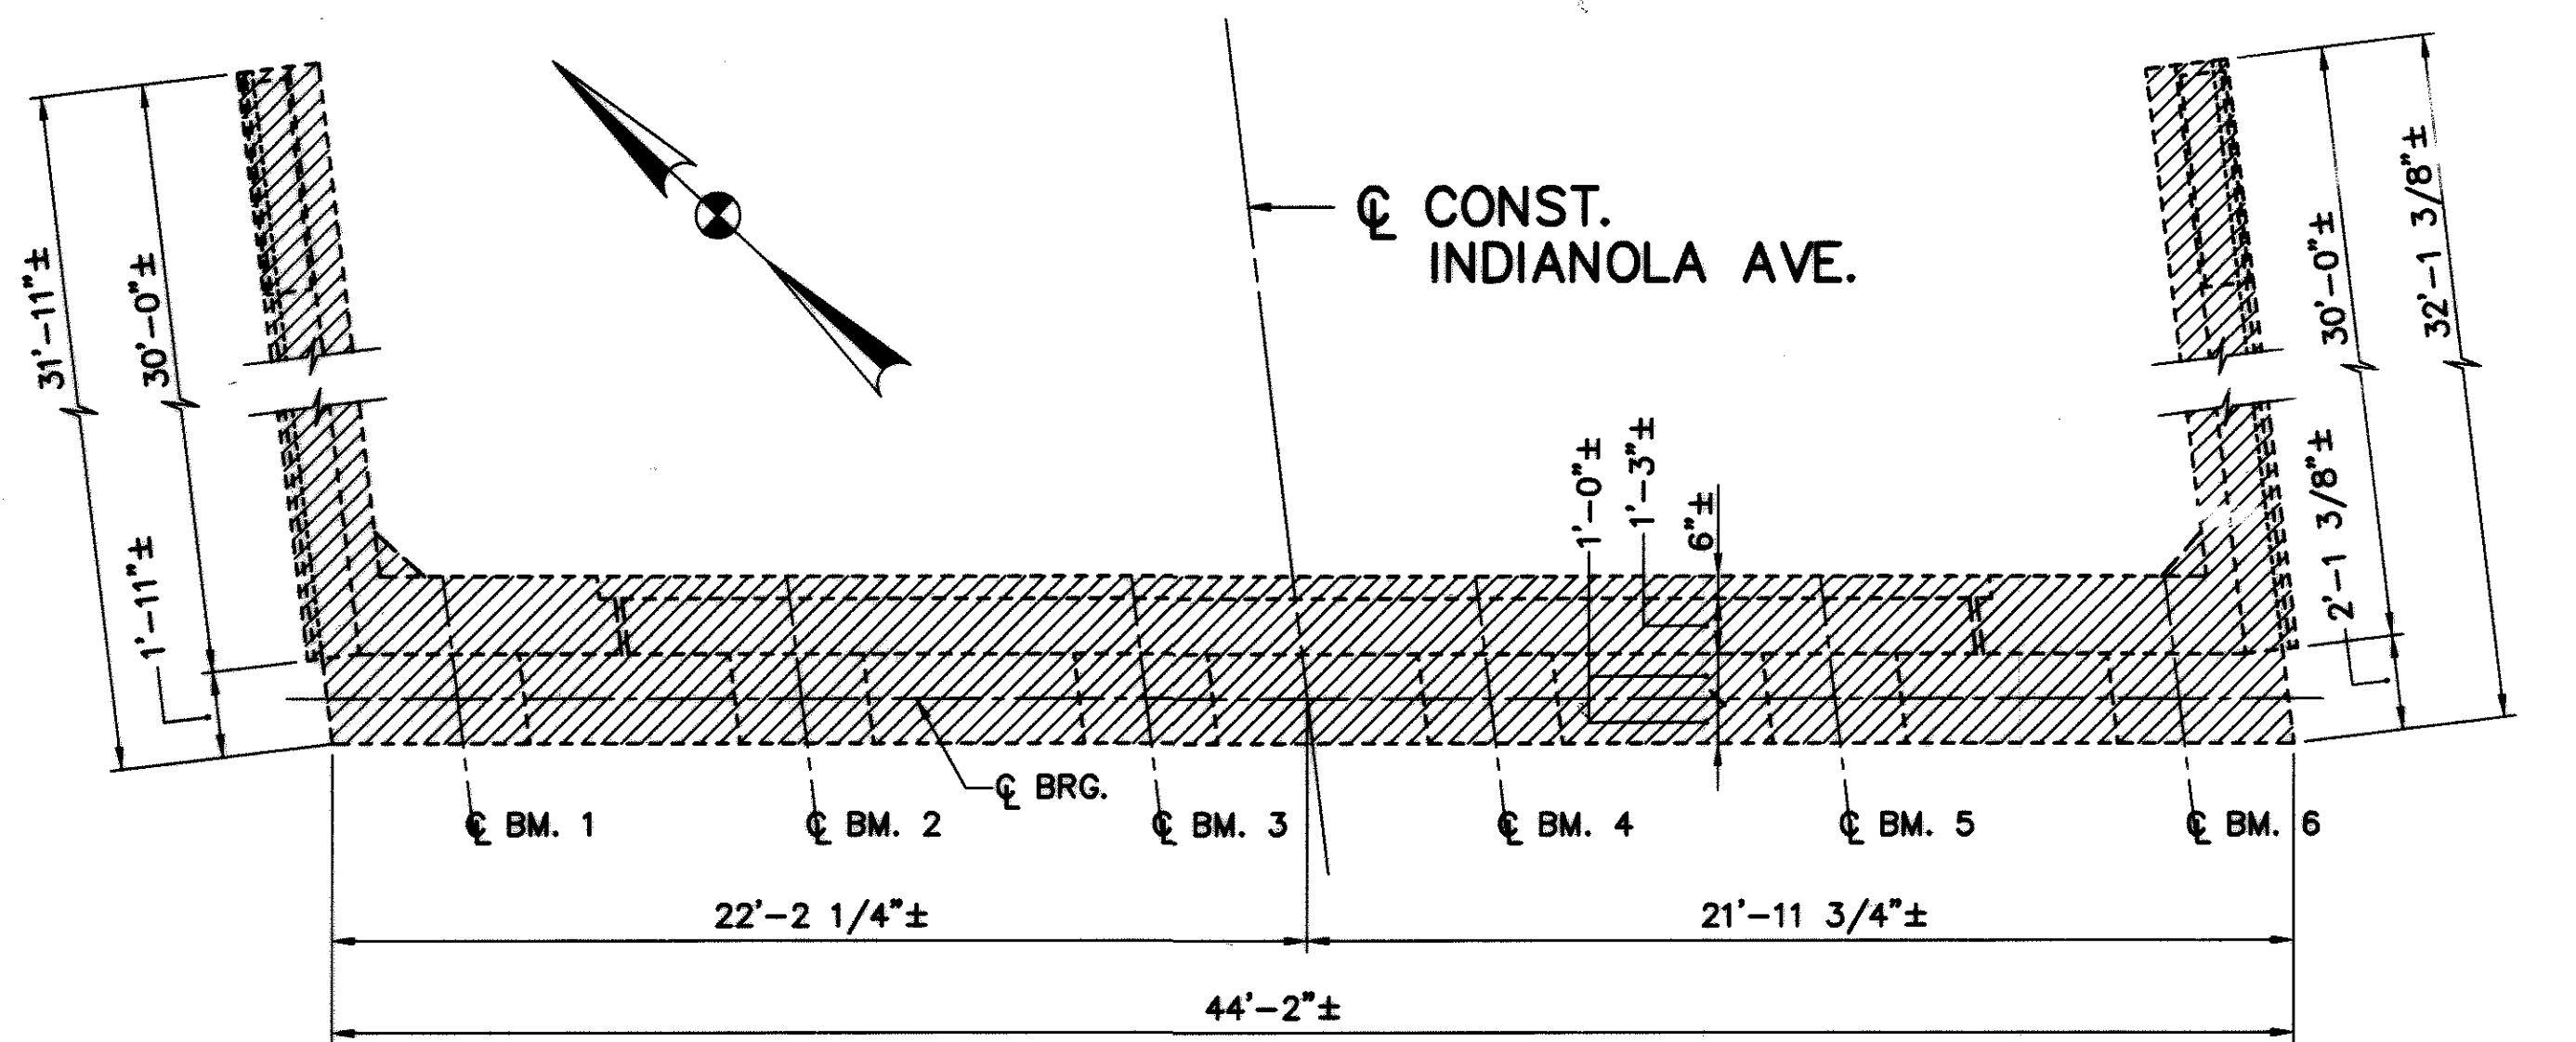 ℄ CONST.
INDIANOLA AVE.
31'-11"±
30'-0"±
1'-11"±
1'-0"±
1'-3"±
6"±
30'-0"±
32'-1 3/8"±
2'-1 3/8"±
℄ BRG.
℄ BM. 1
℄ BM. 2
℄ BM. 3
℄ BM. 4
℄ BM. 5
℄ BM. 6
22'-2 1/4"±
21'-11 3/4"±
44'-2"±